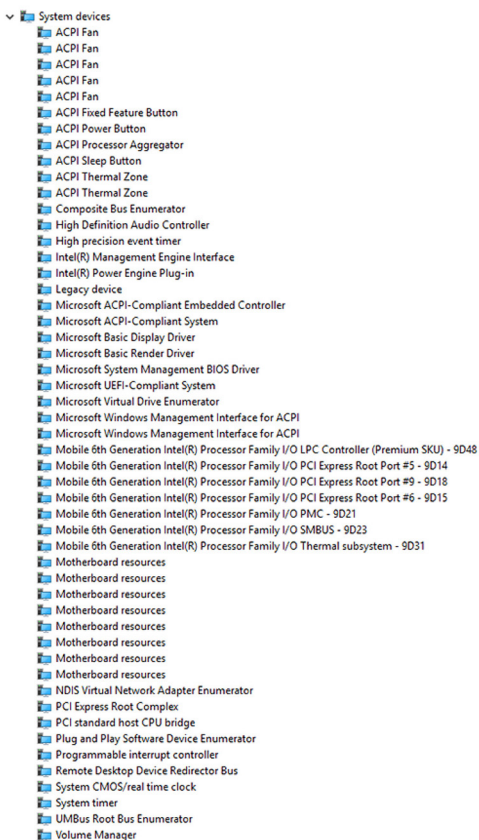 System devices
ACPI Fan
ACPI Fan
ACPI Fan
ACPI Fan
ACPI Fan
ACPI Fixed Feature Button
ACPI Power Button
ACPI Processor Aggregator
ACPI Sleep Button
ACPI Thermal Zone
ACPI Thermal Zone
Composite Bus Enumerator
High Definition Audio Controller
High precision event timer
Intel(R) Management Engine Interface
Intel(R) Power Engine Plug-in
Legacy device
Microsoft ACPI-Compliant Embedded Controller
Microsoft ACPI-Compliant System
Microsoft Basic Display Driver
Microsoft Basic Render Driver
Microsoft System Management BIOS Driver
Microsoft UEFI-Compliant System
Microsoft Virtual Drive Enumerator
Microsoft Windows Management Interface for ACPI
Microsoft Windows Management Interface for ACPI
Mobile 6th Generation Intel(R) Processor Family I/O LPC Controller (Premium SKU) - 9D48
Mobile 6th Generation Intel(R) Processor Family I/O PCI Express Root Port #5 - 9D14
Mobile 6th Generation Intel(R) Processor Family I/O PCI Express Root Port #9 - 9D18
Mobile 6th Generation Intel(R) Processor Family I/O PCI Express Root Port #6 - 9D15
Mobile 6th Generation Intel(R) Processor Family I/O PMC - 9D21
Mobile 6th Generation Intel(R) Processor Family I/O SMBUS - 9D23
Mobile 6th Generation Intel(R) Processor Family I/O Thermal subsystem - 9D31
Motherboard resources
Motherboard resources
Motherboard resources
Motherboard resources
Motherboard resources
Motherboard resources
Motherboard resources
Motherboard resources
NDIS Virtual Network Adapter Enumerator
PCI Express Root Complex
PCI standard host CPU bridge
Plug and Play Software Device Enumerator
Programmable interrupt controller
Remote Desktop Device Redirector Bus
System CMOS/real time clock
System timer
UMBus Root Bus Enumerator
Volume Manager